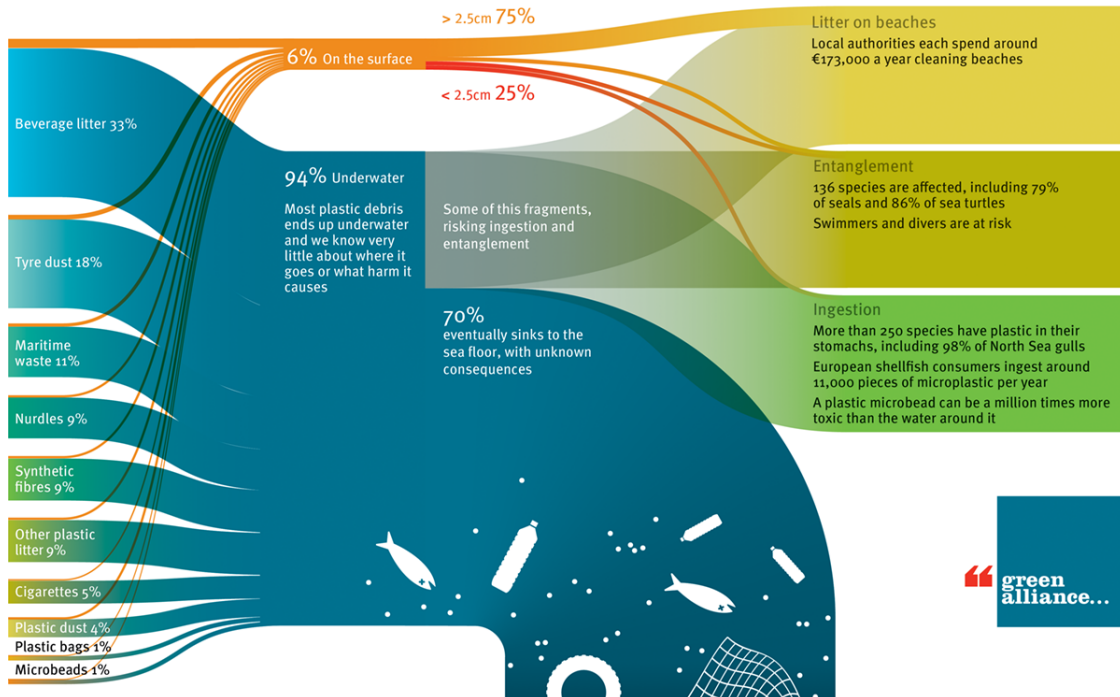 Beverage litter 33%
Tyre dust 18%
Maritime
waste 11%
Nurdles 9%
Synthetic
fibres 9%
Other plastic
litter 9%
Cigarettes 5%
Plastic dust 4%
Plastic bags 1%
Microbeads 1%
6% On the surface
94% Underwater
Most plastic debris
ends up underwater
and we know very
little about where it
goes or what harm it
causes
> 2.5cm 75%
< 2.5cm 25%
Some of this fragments,
risking ingestion and
entanglement
70%
eventually sinks to the
sea floor, with unknown
consequences
Litter on beaches
Local authorities each spend around
€173,000 a year cleaning beaches
Entanglement
136 species are affected, including 79%
of seals and 86% of sea turtles
Swimmers and divers are at risk
Ingestion
More than 250 species have plastic in their
stomachs, including 98% of North Sea gulls
European shellfish consumers ingest around
11,000 pieces of microplastic per year
A plastic microbead can be a million times more
toxic than the water around it
“green
alliance...